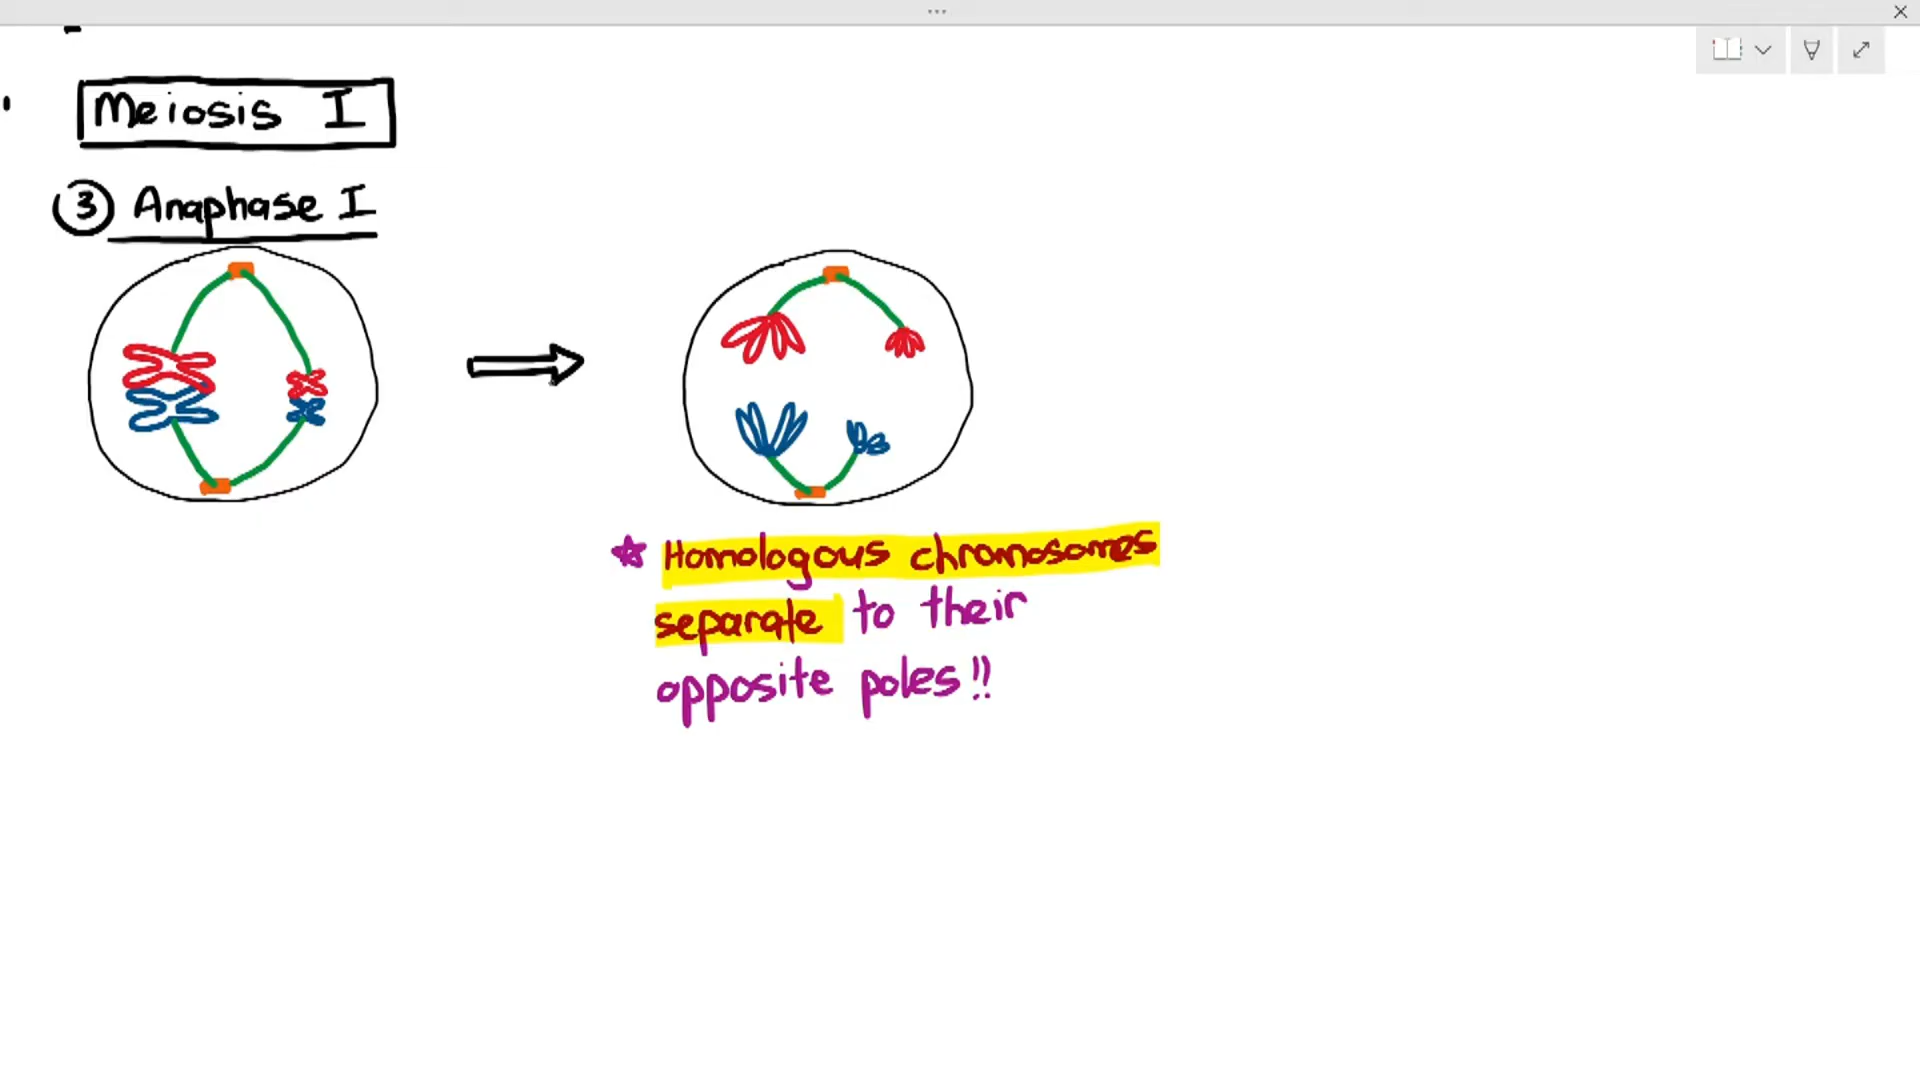 Meiosis I
③ Anaphase I
☆ Homologous chromosomes
separate to their
opposite poles!!